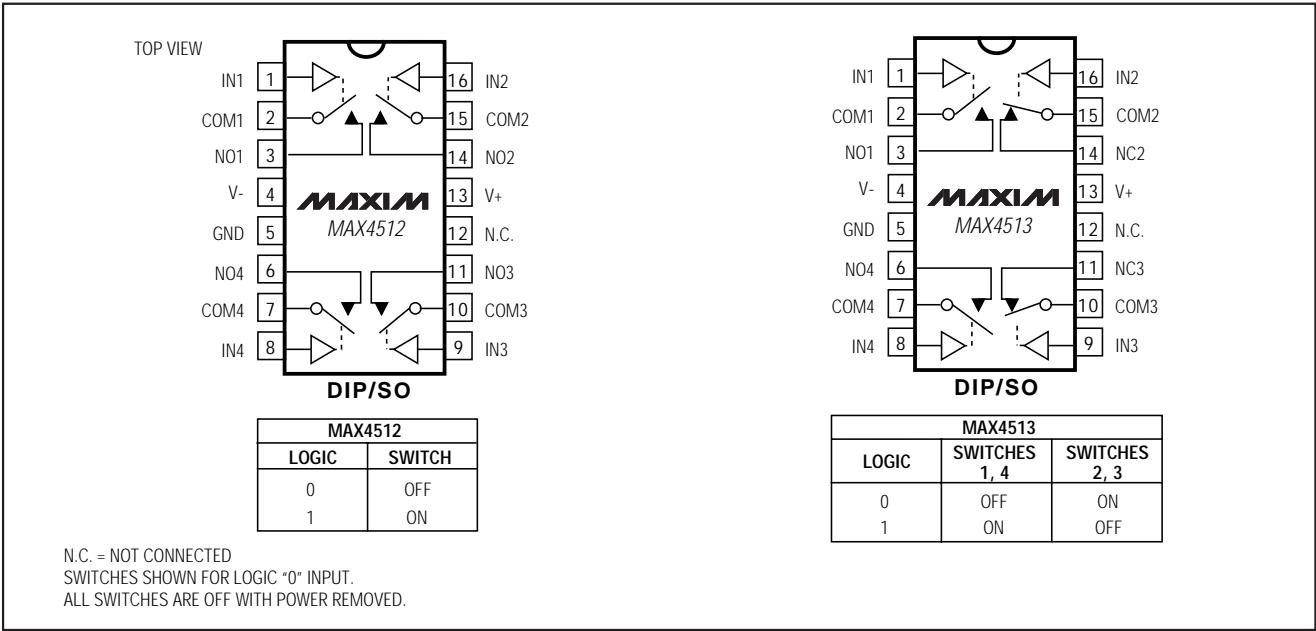 TOP VIEW
IN1 1 16 IN2
COM1 2 15 COM2
NO1 3 14 NO2
V- 4 13 V+
MAXIM
GND 5 MAX4512 12 N.C.
NO4 6 11 NO3
COM4 7 10 COM3
IN4 8 9 IN3
DIP/SO
MAX4512
LOGIC SWITCH
0 OFF
1 ON
IN1 1 16 IN2
COM1 2 15 COM2
NO1 3 14 NC2
V- 4 13 V+
MAXIM
GND 5 MAX4513 12 N.C.
NO4 6 11 NC3
COM4 7 10 COM3
IN4 8 9 IN3
DIP/SO
MAX4513
LOGIC SWITCHES 1, 4 SWITCHES 2, 3
0 OFF ON
1 ON OFF
N.C. = NOT CONNECTED
SWITCHES SHOWN FOR LOGIC “0” INPUT.
ALL SWITCHES ARE OFF WITH POWER REMOVED.